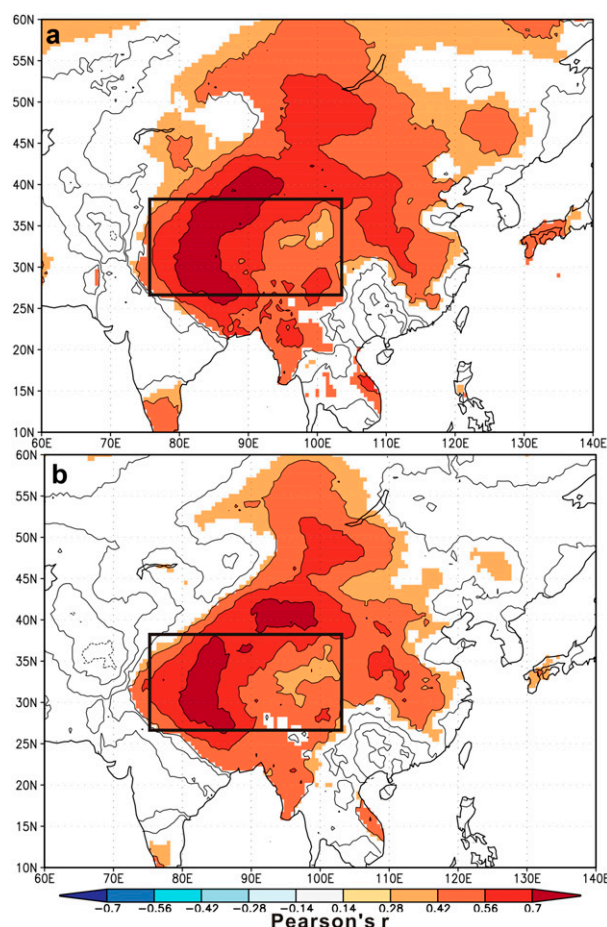 60N
a
55N
50N
45N
40N
35N
30N
25N
20N
15N
10N
60E 70E 80E 90E 100E 110E 120E 130E 140E
60N
b
55N
50N
45N
40N
35N
30N
25N
20N
15N
10N
60E 70E 80E 90E 100E 110E 120E 130E 140E
−0.7 −0.56 −0.42 −0.28 −0.14 0.14 0.28 0.42 0.56 0.7
Pearson's r